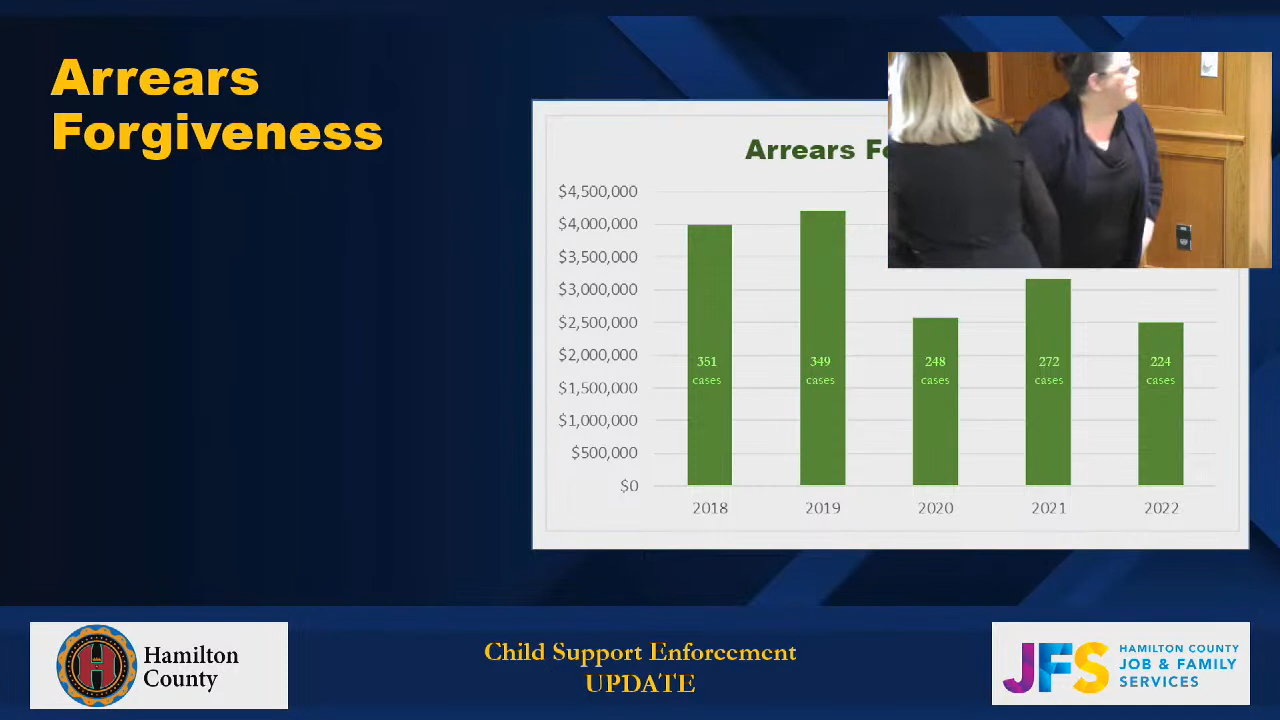 Arrears
Forgiveness
Arrears
$4,500,000
$4,000,000
$3,500,000
$3,000,000
$2,500,000
$2,000,000
$1,500,000
$1,000,000
$500,000
$0
351
cases
349
cases
248
cases
272
cases
224
cases
2018
2019
2020
2021
2022
Hamilton
County
Child Support Enforcement
UPDATE
JFS
HAMILTON COUNTY
JOB & FAMILY
SERVICES